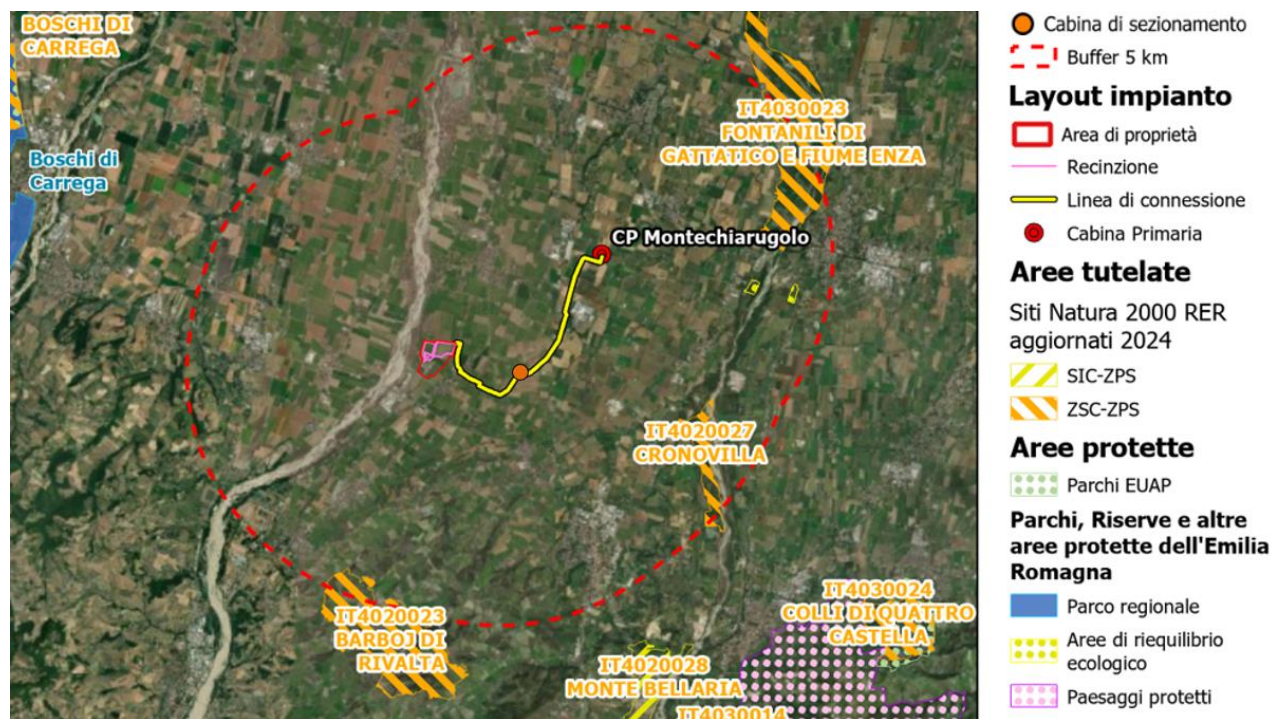 BOSCHI DI
CARREGA
Boschi di
Carrega
IT4030023
FONTANILI DI
GATTATICO E FIUME ENZA
CP Montechiarugolo
IT4020027
CRONOVILLA
IT4020023
BARBOJ DI
RIVALTA
IT4030024
COLLI DI QUATTRO
CASTELLA
IT4020028
MONTE BELLARIA
IT4030014
Cabina di sezionamento
Buffer 5 km
Layout impianto
Area di proprietà
Recinzione
Linea di connessione
Cabina Primaria
Aree tutelate
Siti Natura 2000 RER
aggiornati 2024
SIC-ZPS
ZSC-ZPS
Aree protette
Parchi EUAP
Parchi, Riserve e altre
aree protette dell'Emilia
Romagna
Parco regionale
Aree di riequilibrio
ecologico
Paesaggi protetti